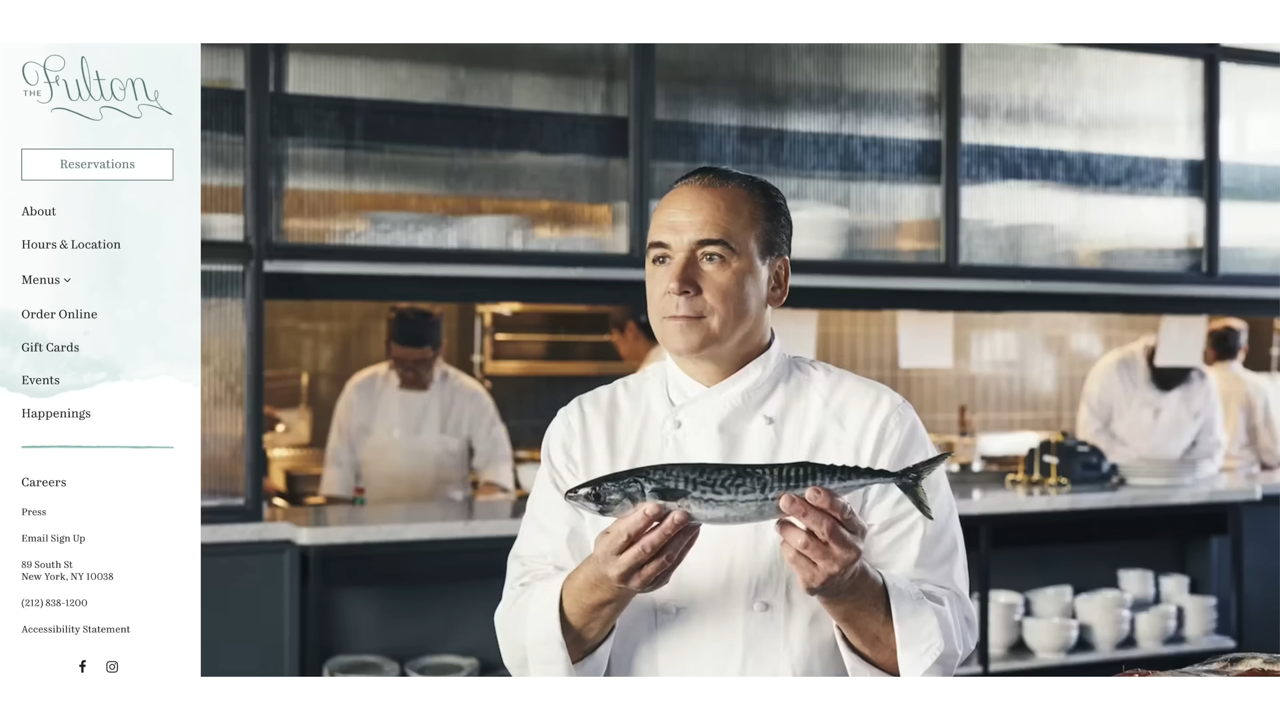 THE Fulton
Reservations
About
Hours & Location
Menus
Order Online
Gift Cards
Events
Happenings
Careers
Press
Email Sign Up
89 South St
New York, NY 10038
(212) 838-1200
Accessibility Statement